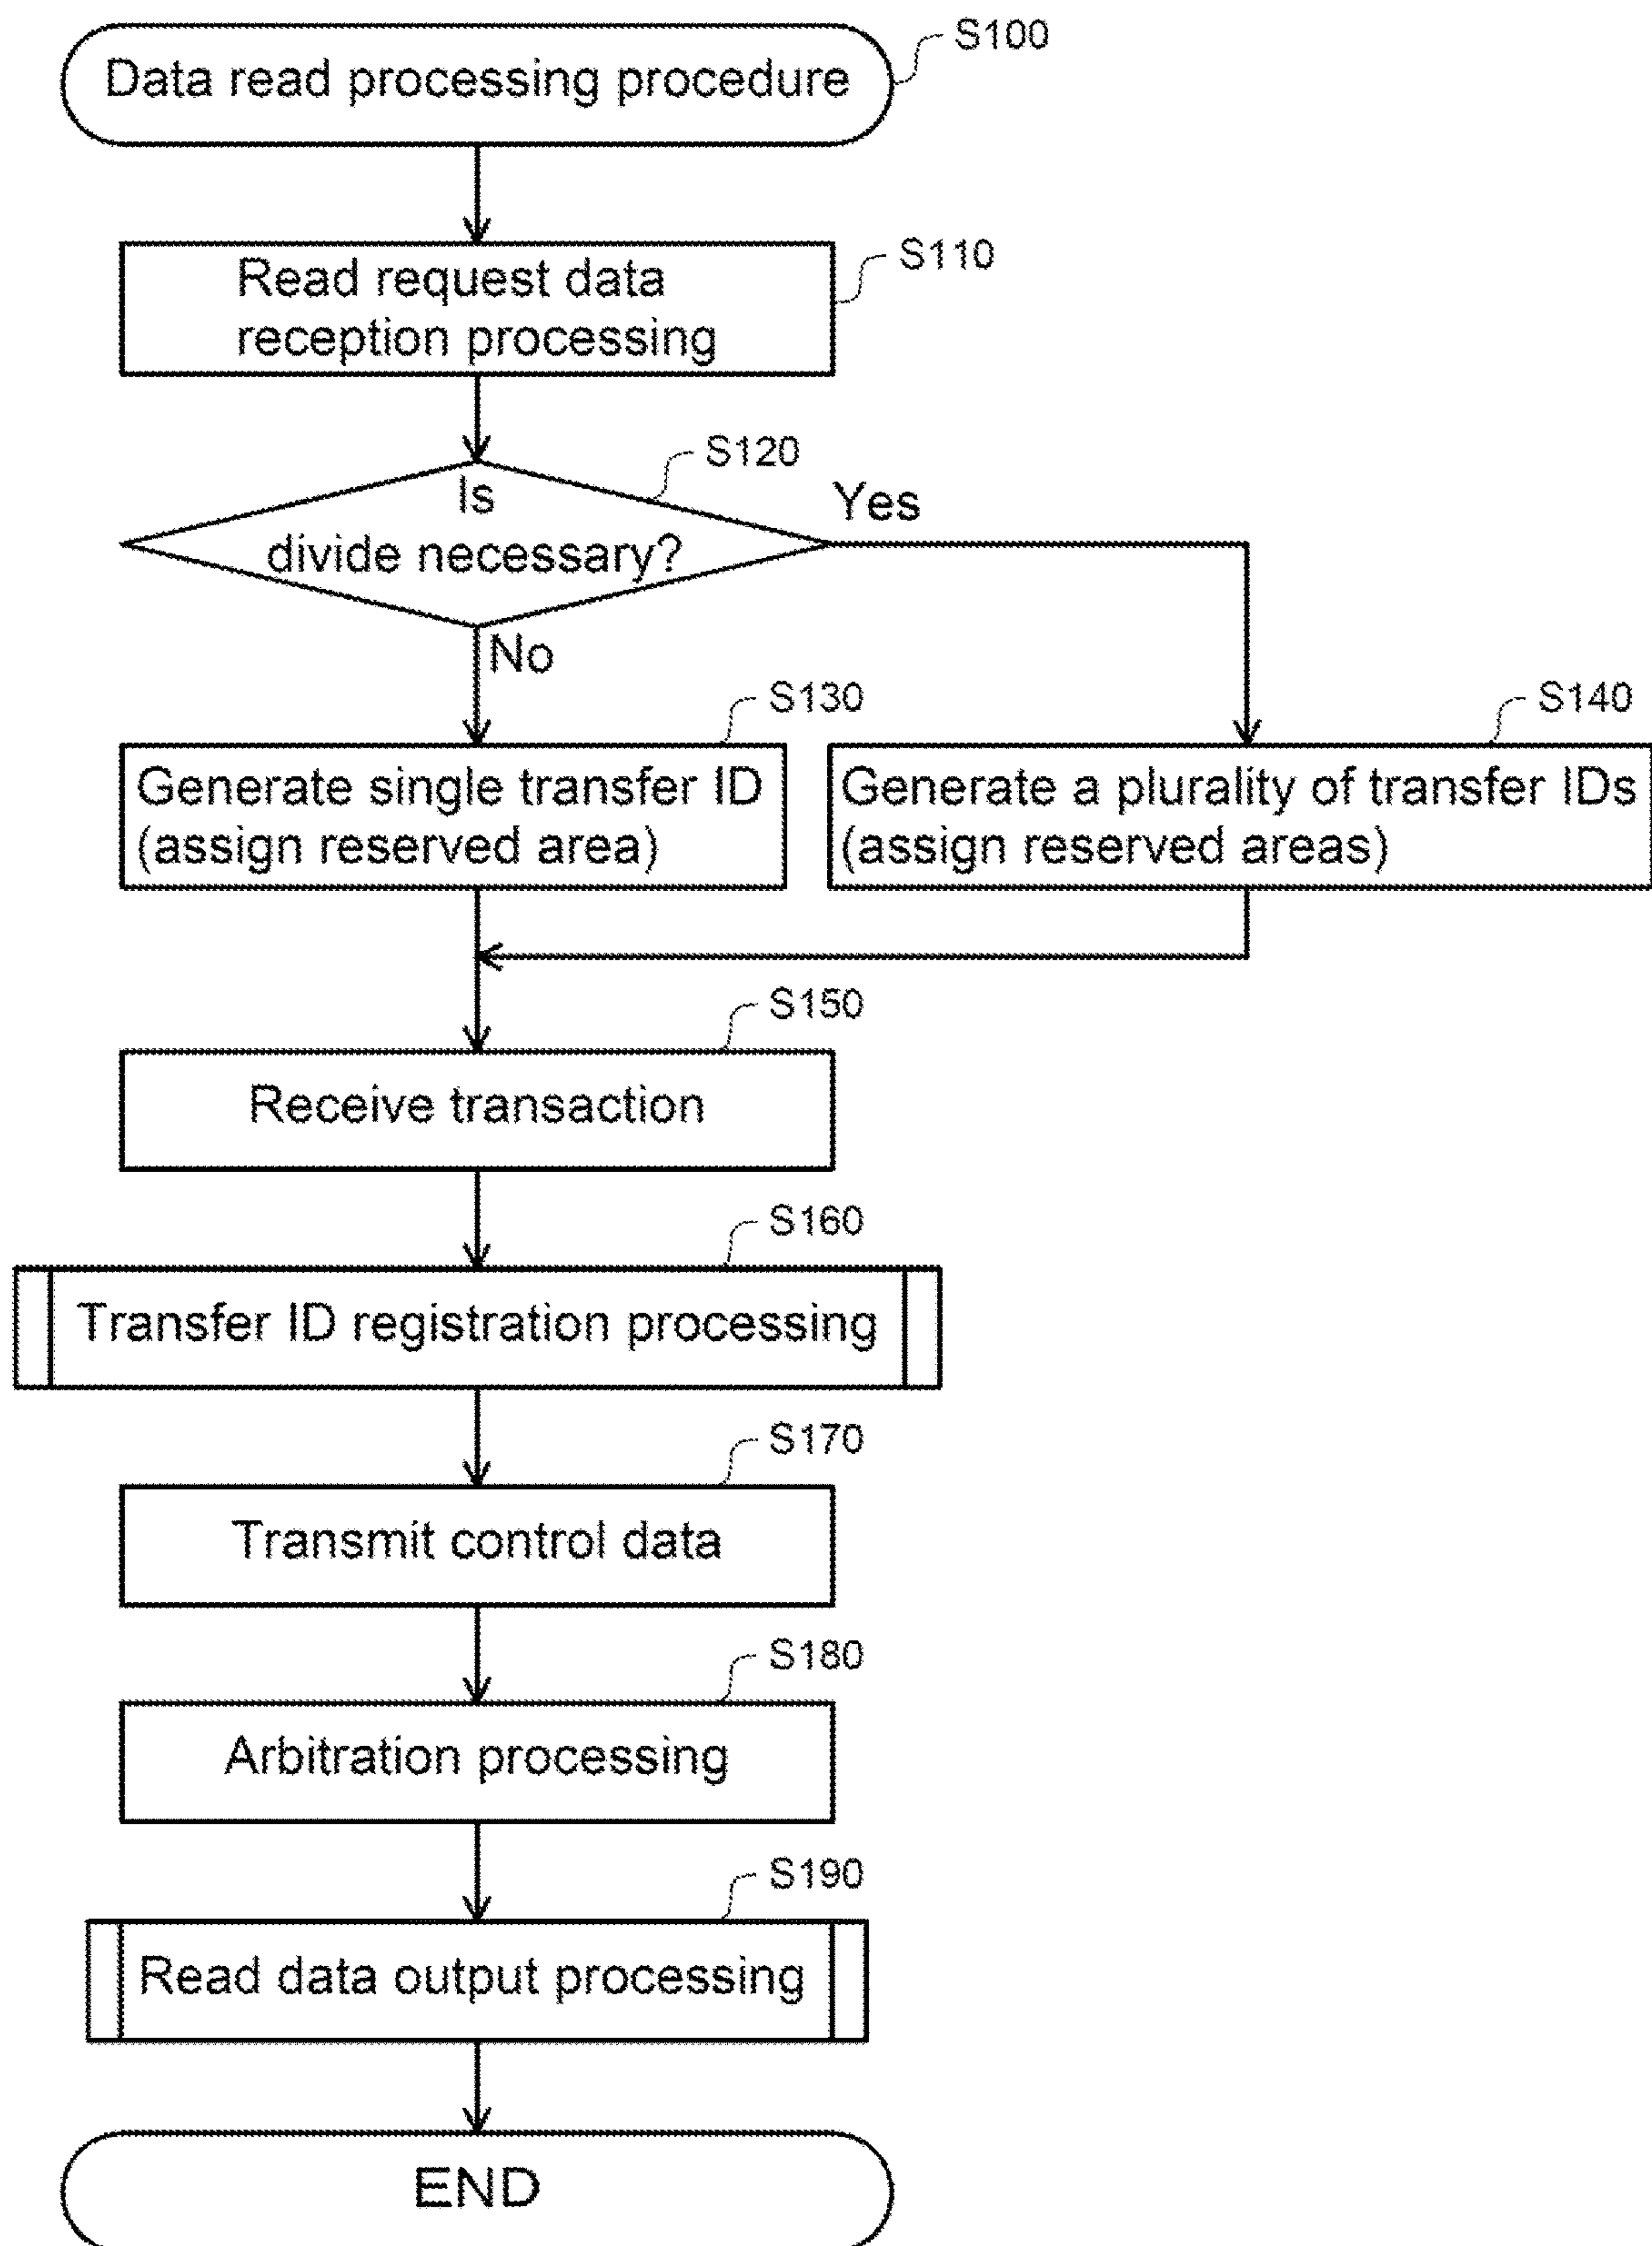 S100
Data read processing procedure
S110
Read request data
reception processing
S120
Is
divide necessary?
Yes
No
S130
Generate single transfer ID
(assign reserved area)
S140
Generate a plurality of transfer IDs
(assign reserved areas)
S150
Receive transaction
S160
Transfer ID registration processing
S170
Transmit control data
S180
Arbitration processing
S190
Read data output processing
END